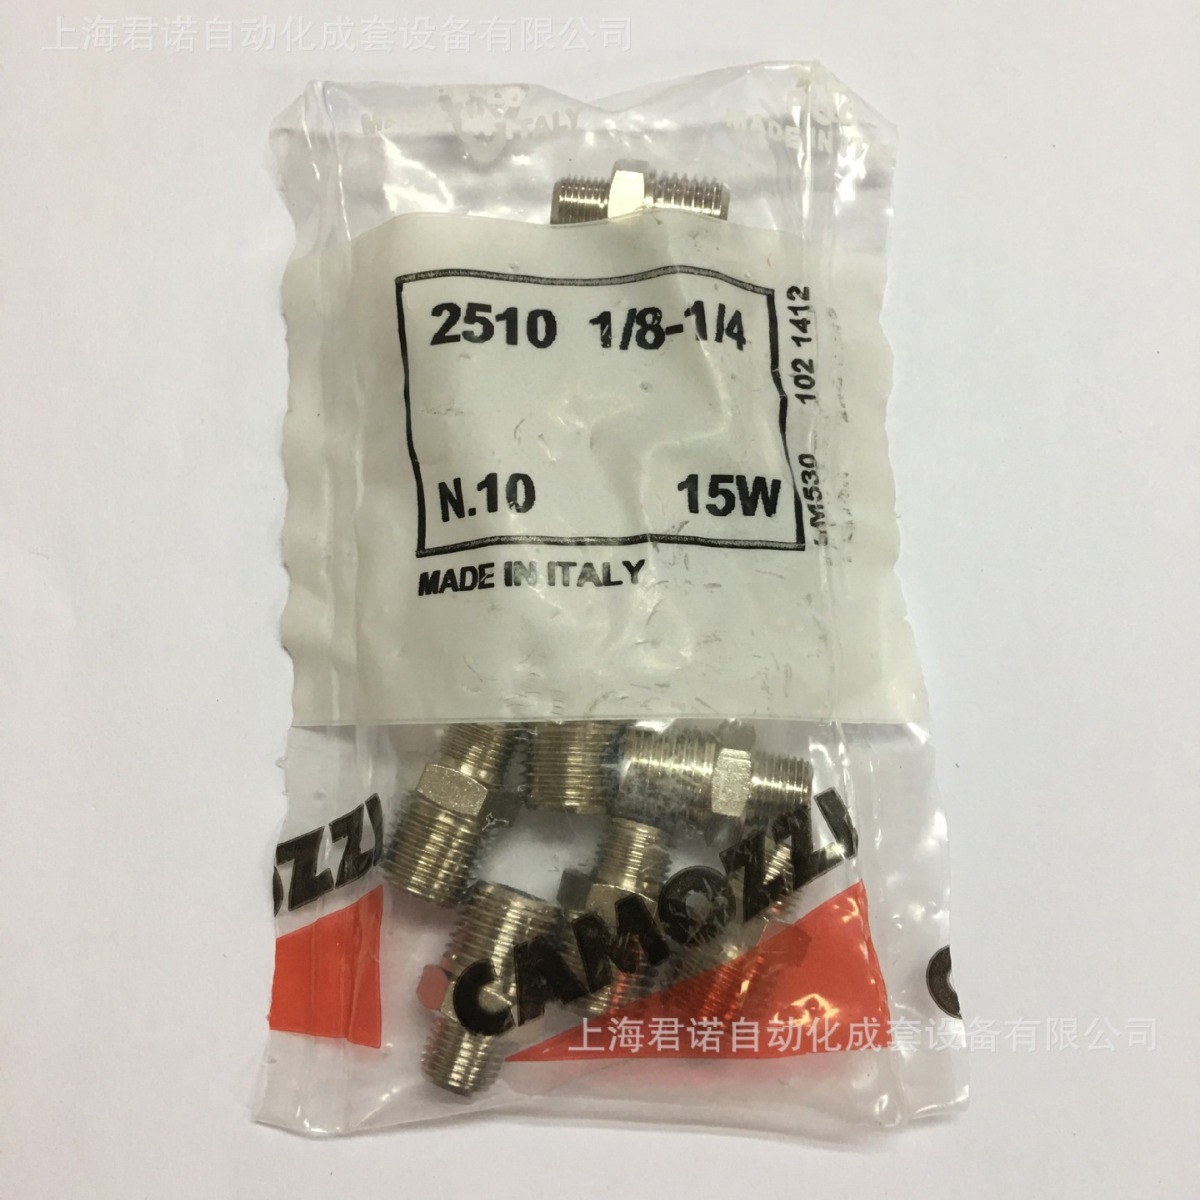 上海君诺自动化成套设备有限公司
ITALY
MADE IN
2510 1/8-1/4
N.10 15W
MADE IN ITALY
M530 102 1412
OZZI
CAMOZZI
C
上海君诺自动化成套设备有限公司